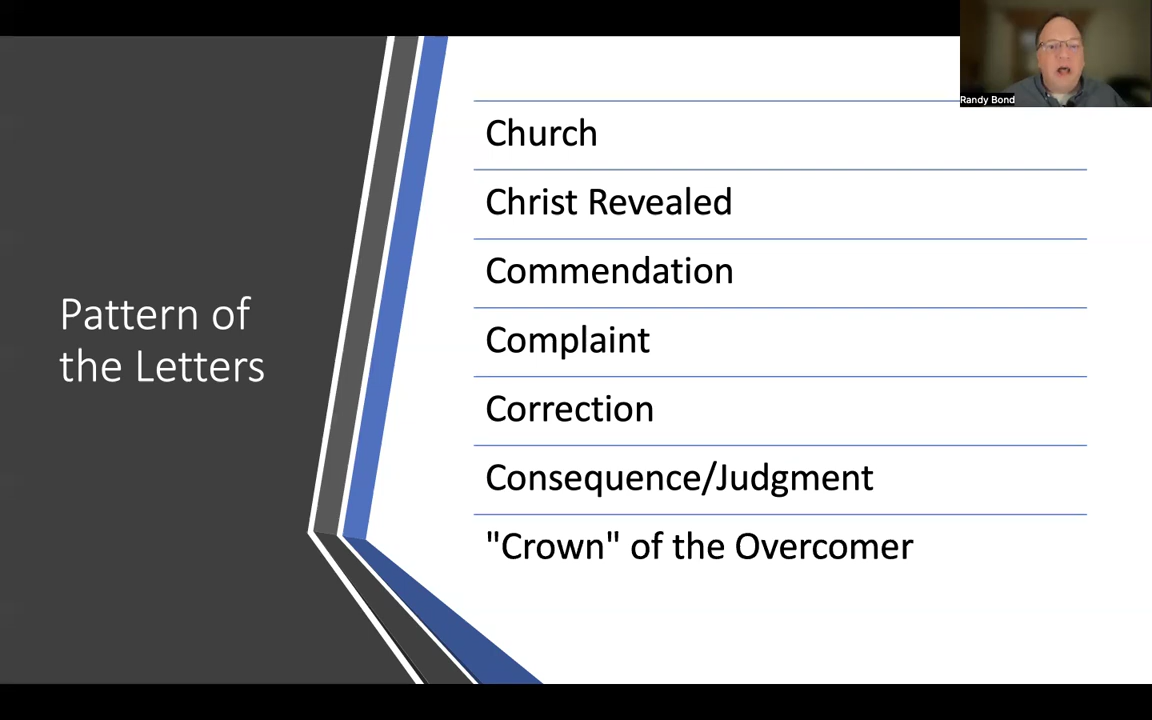 Randy Bond
Pattern of
the Letters
Church
Christ Revealed
Commendation
Complaint
Correction
Consequence/Judgment
"Crown" of the Overcomer